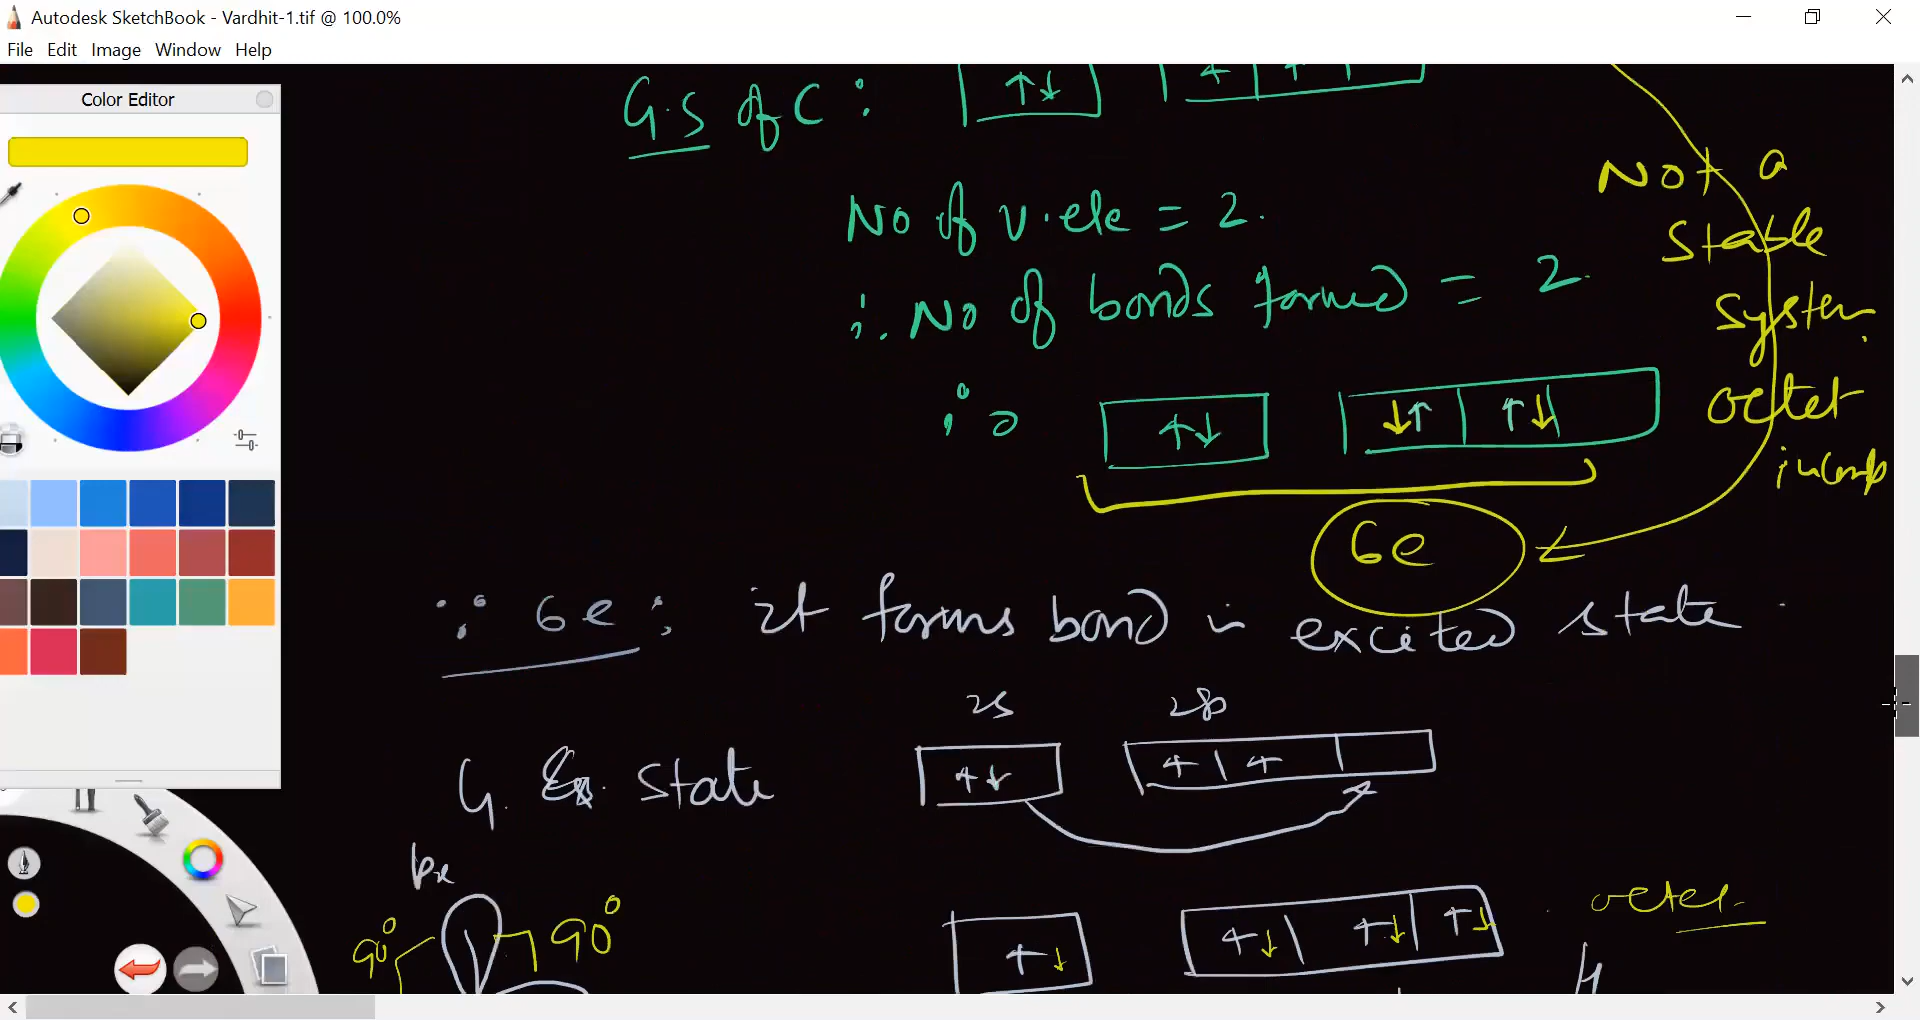 Autodesk SketchBook - Vardhit-1.tif @ 100.0%
File Edit Image Window Help
Color Editor
G.S of C :
No of v.ele = 2.
∴ No of bonds formed = 2.
Not a
stable
system.
octet
incomp
6e
∵ 6e : it forms bond in excited state.
2s 2p
G. Ex. state
Px
90° 90°
octet